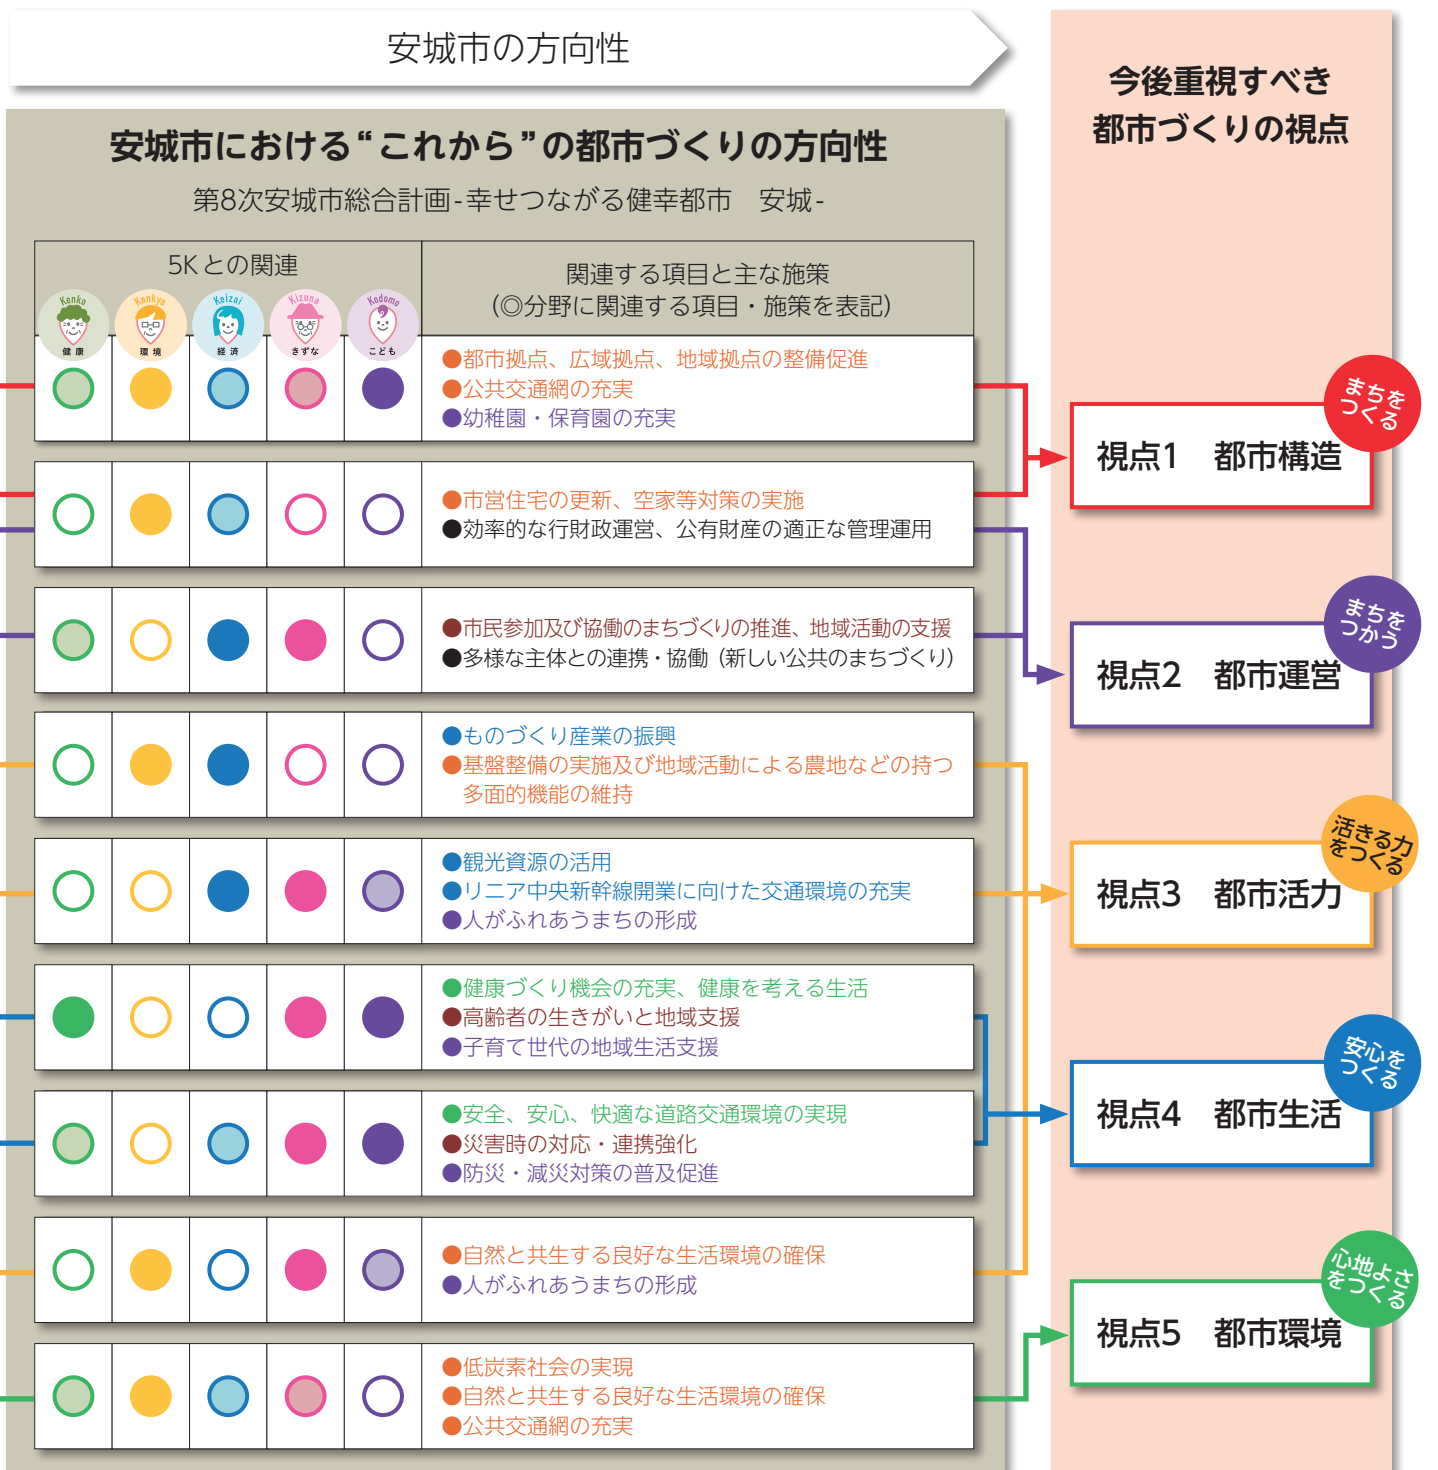 安城市の方向性
今後重視すべき
都市づくりの視点
安城市における“これから”の都市づくりの方向性
第8次安城市総合計画-幸せつながる健幸都市　安城-
5Kとの関連
関連する項目と主な施策
（◎分野に関連する項目・施策を表記）
Kenko
健康
Kankyo
環境
Keizai
経済
Kizuna
きずな
Kodomo
こども
●都市拠点、広域拠点、地域拠点の整備促進
●公共交通網の充実
●幼稚園・保育園の充実
●市営住宅の更新、空家等対策の実施
●効率的な行財政運営、公有財産の適正な管理運用
●市民参加及び協働のまちづくりの推進、地域活動の支援
●多様な主体との連携・協働（新しい公共のまちづくり）
●ものづくり産業の振興
●基盤整備の実施及び地域活動による農地などの持つ
多面的機能の維持
●観光資源の活用
●リニア中央新幹線開業に向けた交通環境の充実
●人がふれあうまちの形成
●健康づくり機会の充実、健康を考える生活
●高齢者の生きがいと地域支援
●子育て世代の地域生活支援
●安全、安心、快適な道路交通環境の実現
●災害時の対応・連携強化
●防災・減災対策の普及促進
●自然と共生する良好な生活環境の確保
●人がふれあうまちの形成
●低炭素社会の実現
●自然と共生する良好な生活環境の確保
●公共交通網の充実
まちを
つくる
視点1　都市構造
まちを
つかう
視点2　都市運営
活きる力
をつくる
視点3　都市活力
安心を
つくる
視点4　都市生活
心地よさ
をつくる
視点5　都市環境